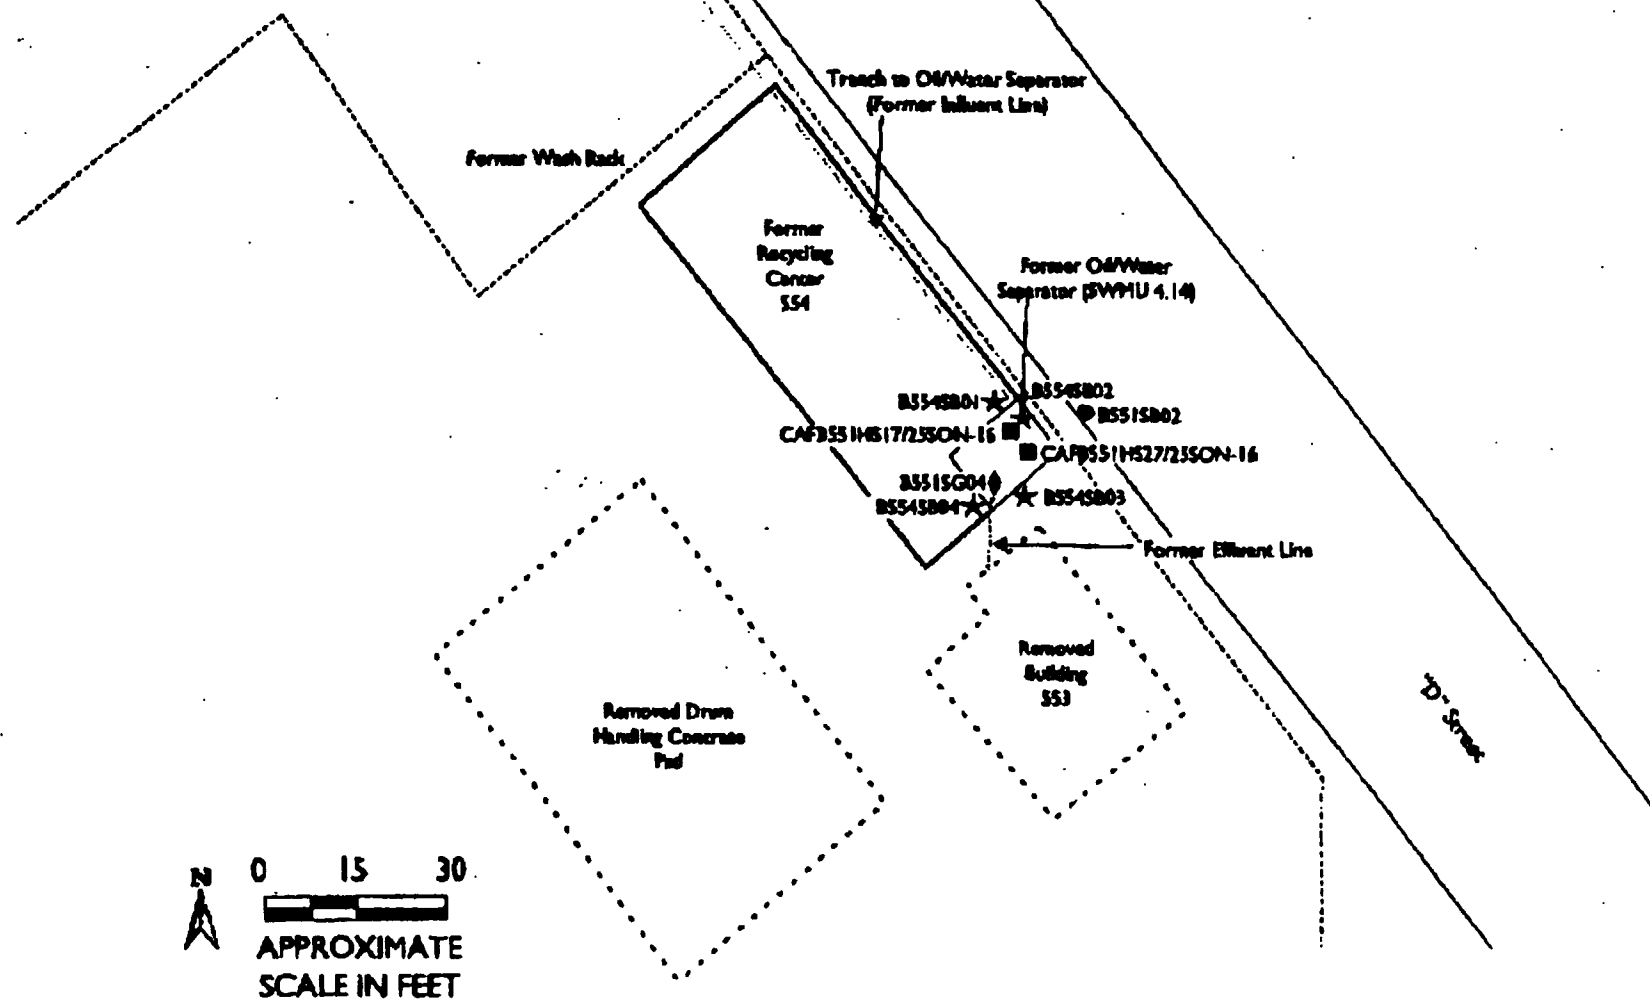 Trench to Oil/Water Separator
(Former Influent Line)
Former Wash Rack
Former
Recycling
Center
554
Former Oil/Water
Separator (SWMU 4.14)
B554SB01
B554SB02
B551SB02
CAFB551HS17/25SON-16
CAFB551HS27/25SON-16
B551SG04
B554SB04
B554SB03
Former Effluent Line
Removed
Building
553
Removed Drum
Handling Concrete
Pad
"D" Street
N
0 15 30
APPROXIMATE
SCALE IN FEET